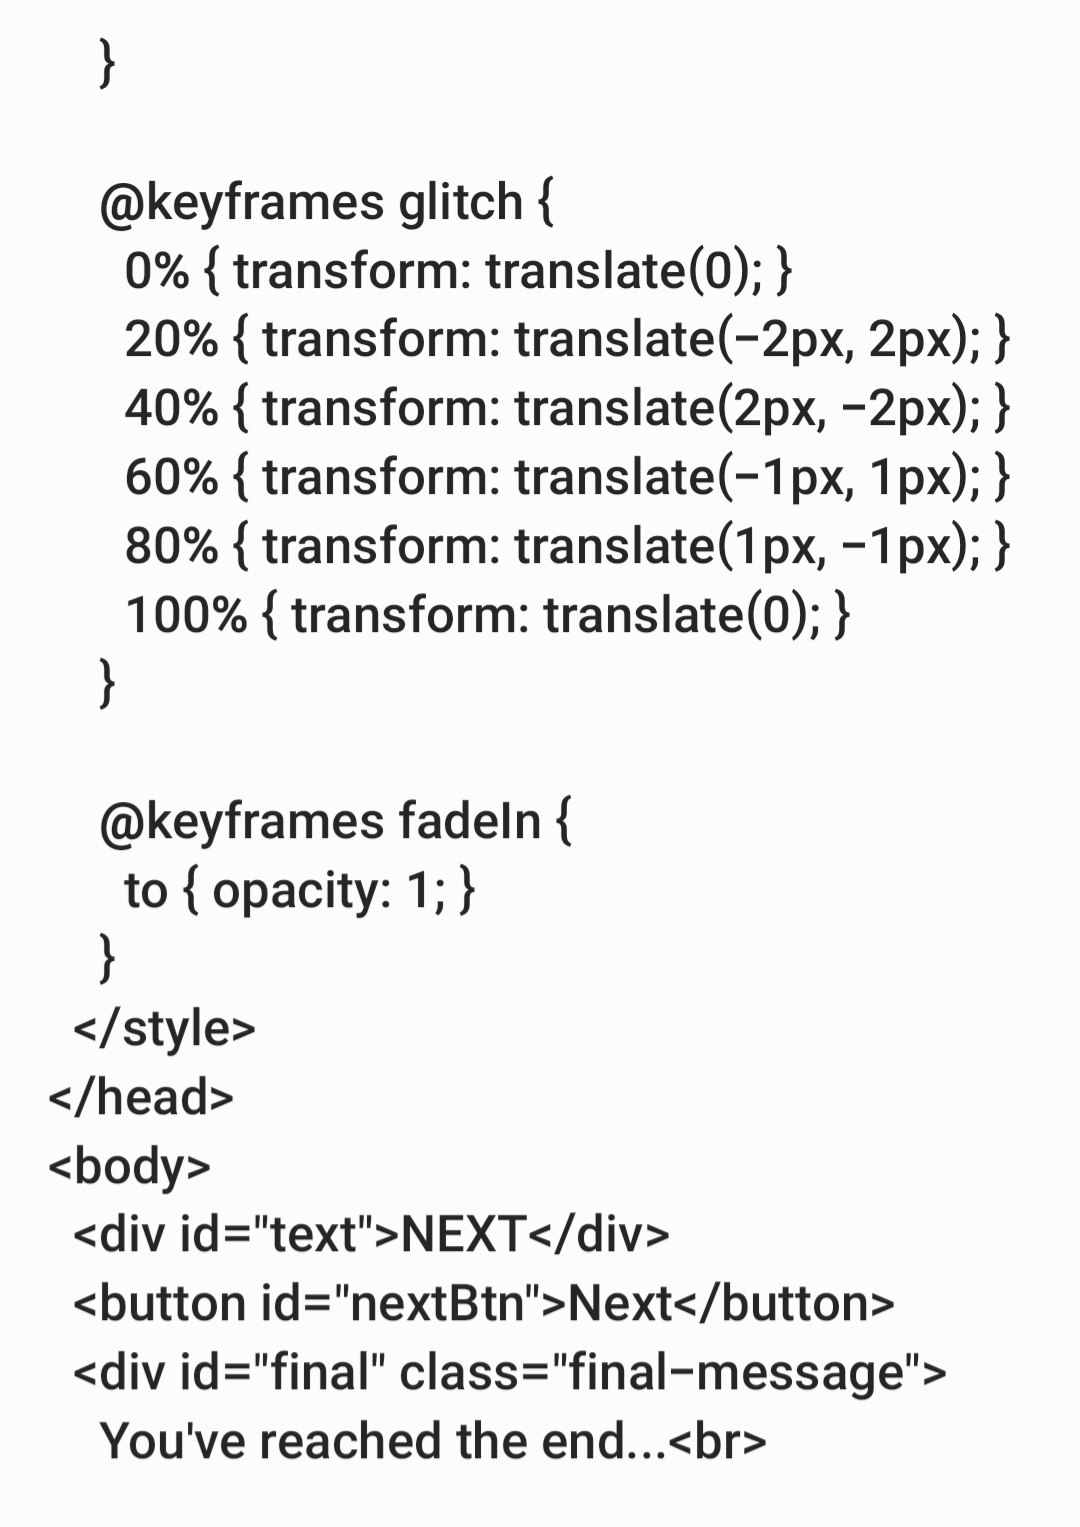 }
@keyframes glitch {
0% { transform: translate(0); }
20% { transform: translate(−2px, 2px); }
40% { transform: translate(2px, −2px); }
60% { transform: translate(−1px, 1px); }
80% { transform: translate(1px, −1px); }
100% { transform: translate(0); }
}
@keyframes fadeIn {
to { opacity: 1; }
}
</style>
</head>
<body>
<div id="text">NEXT</div>
<button id="nextBtn">Next</button>
<div id="final" class="final−message">
You've reached the end...<br>